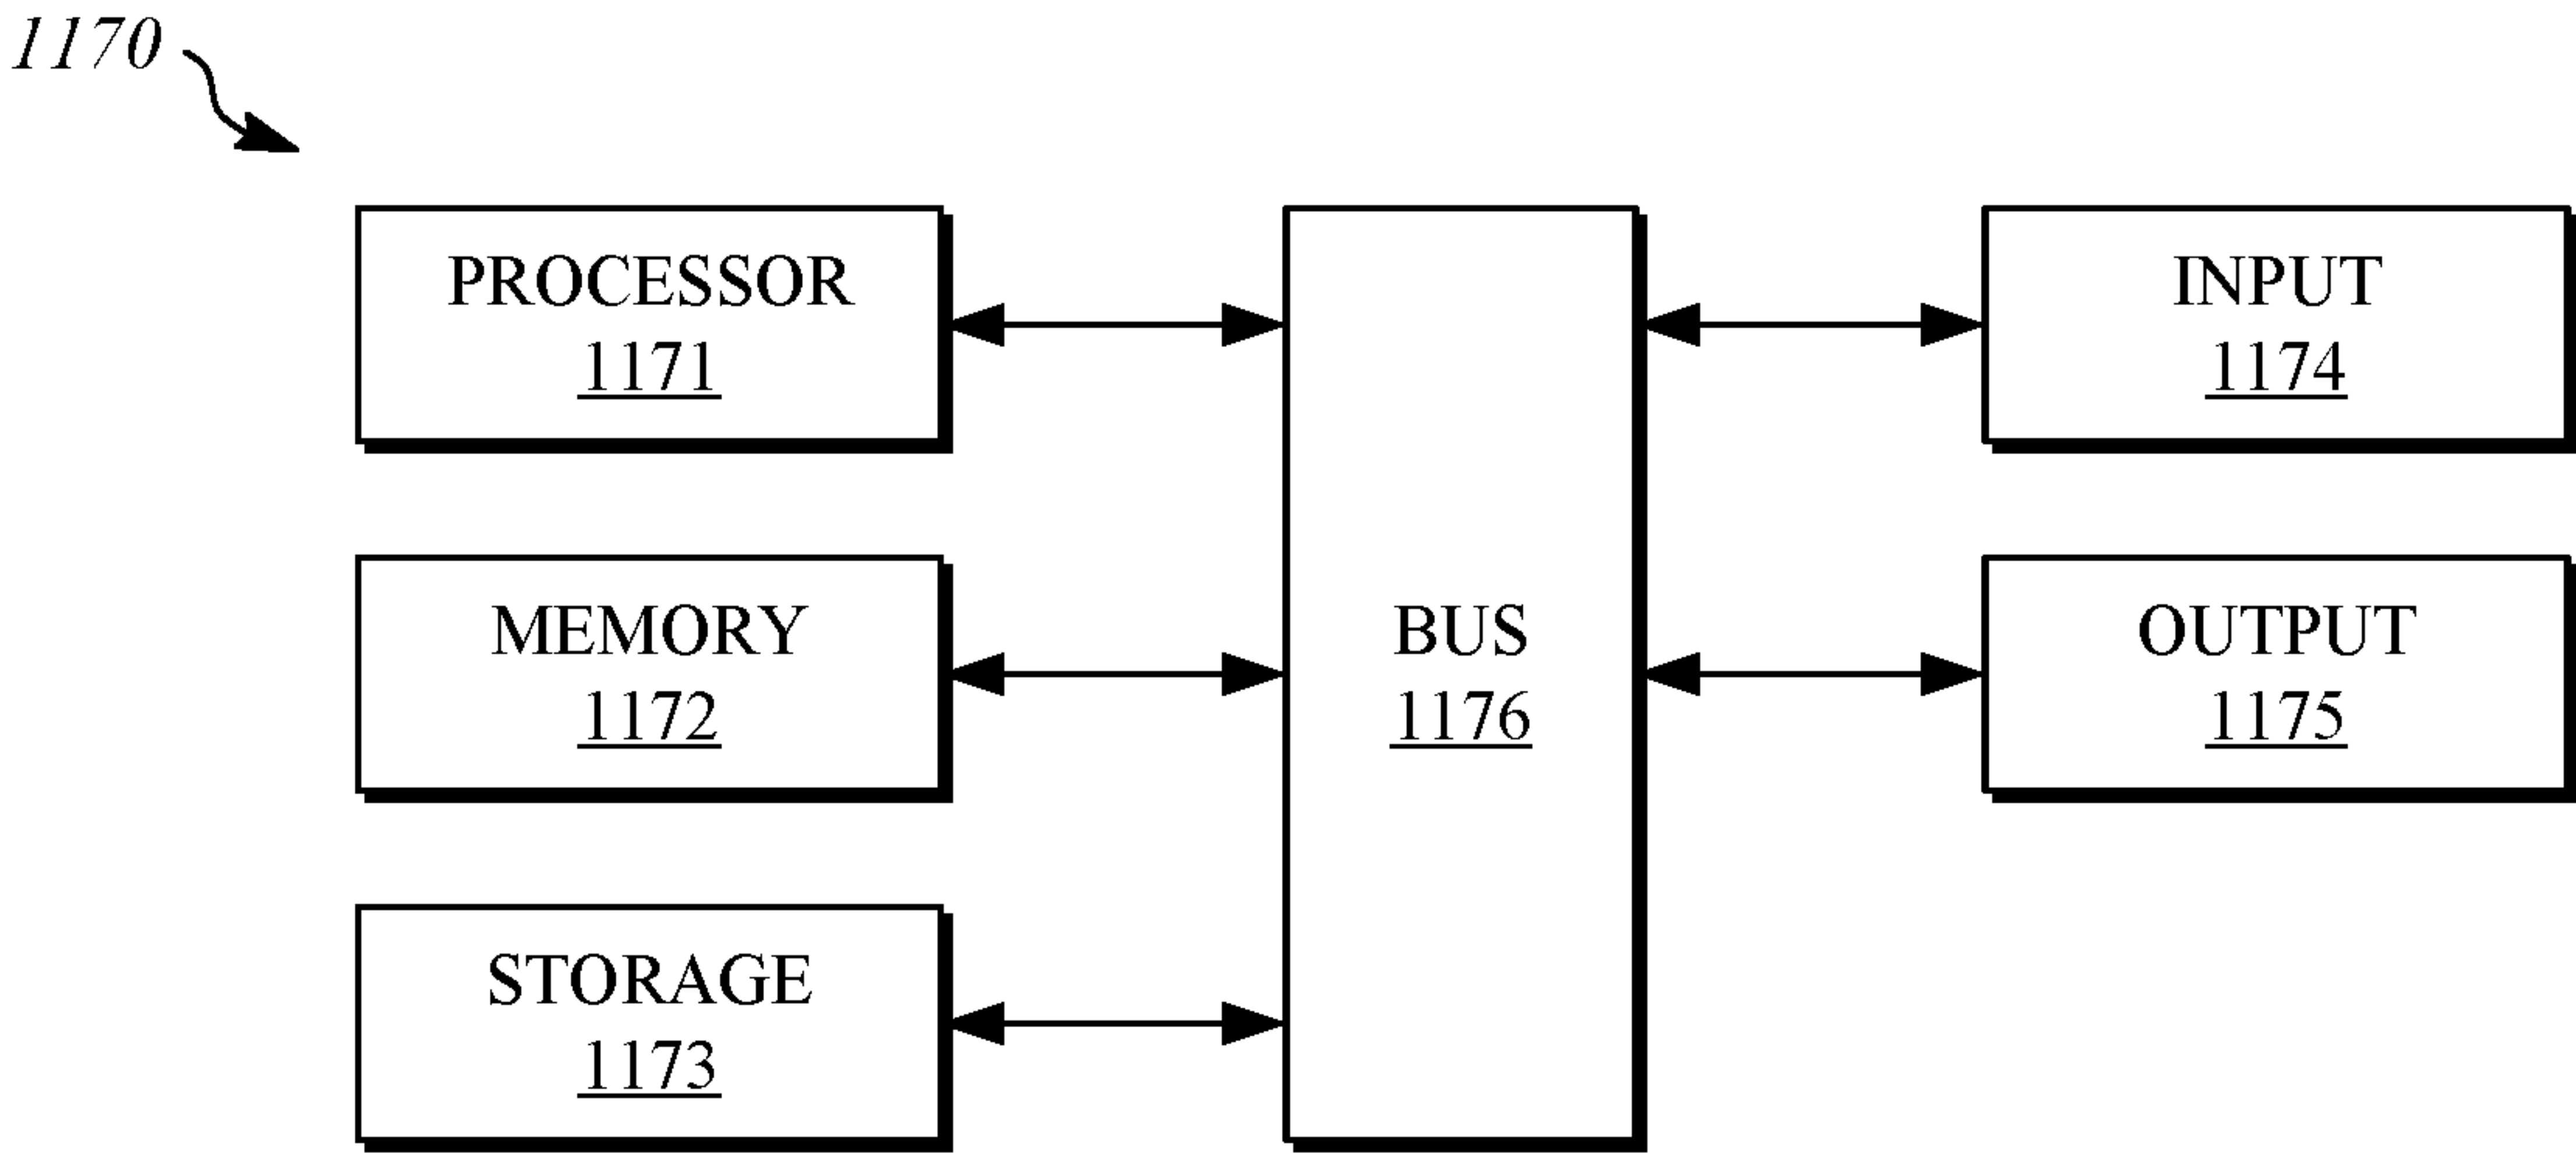 1170
PROCESSOR
1171
MEMORY
1172
STORAGE
1173
BUS
1176
INPUT
1174
OUTPUT
1175